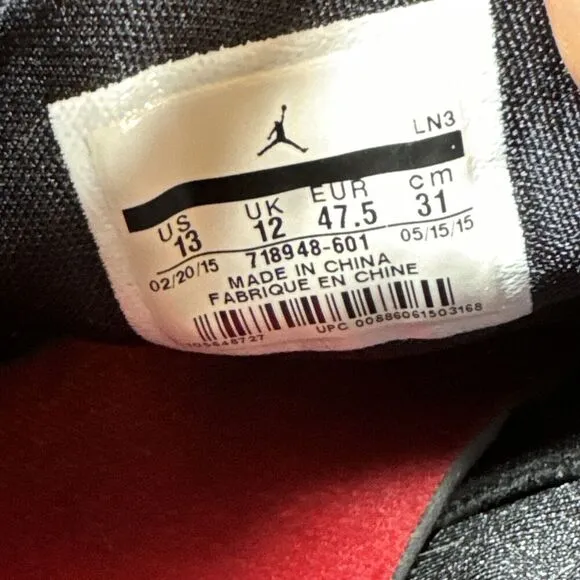 LN3
US UK EUR cm
13 12 47.5 31
02/20/15 718948-601 05/15/15
MADE IN CHINA
FABRIQUE EN CHINE
UPC 00886061503168